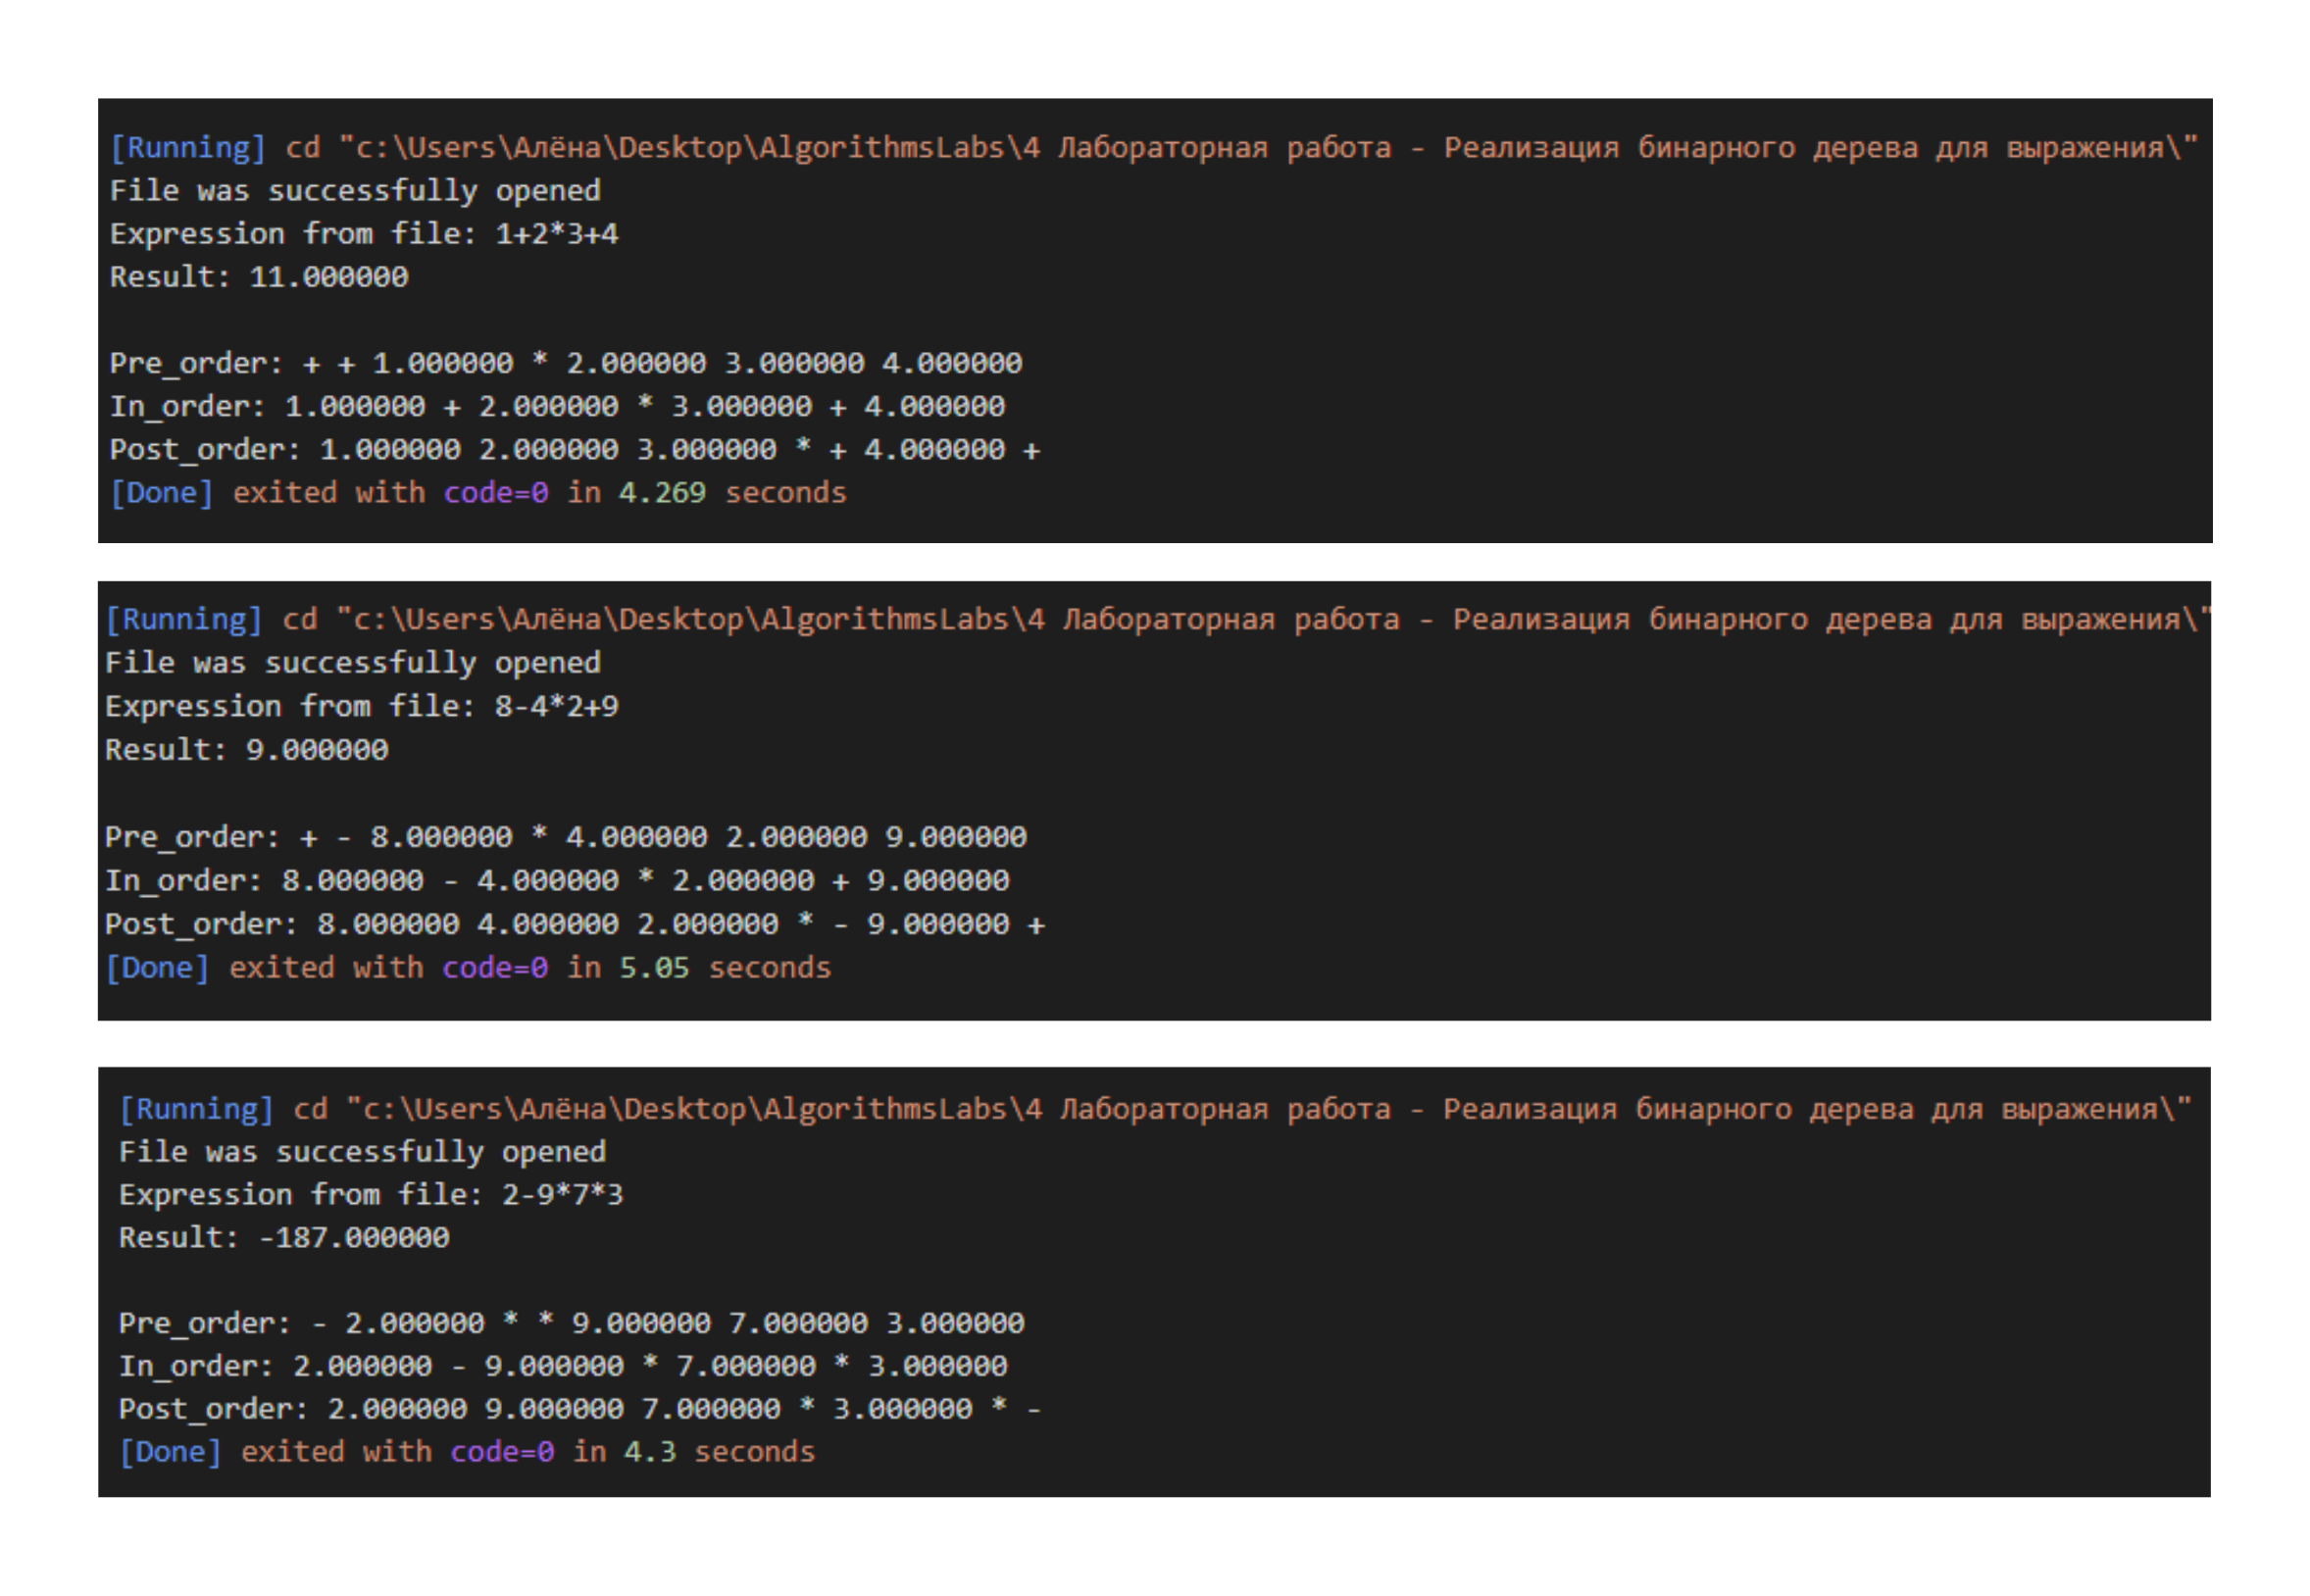 [Running] cd "c:\Users\Алёна\Desktop\AlgorithmsLabs\4 Лабораторная работа - Реализация бинарного дерева для выражения\"
File was successfully opened
Expression from file: 1+2*3+4
Result: 11.000000
Pre_order: + + 1.000000 * 2.000000 3.000000 4.000000
In_order: 1.000000 + 2.000000 * 3.000000 + 4.000000
Post_order: 1.000000 2.000000 3.000000 * + 4.000000 +
[Done] exited with code=0 in 4.269 seconds
[Running] cd "c:\Users\Алёна\Desktop\AlgorithmsLabs\4 Лабораторная работа - Реализация бинарного дерева для выражения\"
File was successfully opened
Expression from file: 8-4*2+9
Result: 9.000000
Pre_order: + - 8.000000 * 4.000000 2.000000 9.000000
In_order: 8.000000 - 4.000000 * 2.000000 + 9.000000
Post_order: 8.000000 4.000000 2.000000 * - 9.000000 +
[Done] exited with code=0 in 5.05 seconds
[Running] cd "c:\Users\Алёна\Desktop\AlgorithmsLabs\4 Лабораторная работа - Реализация бинарного дерева для выражения\"
File was successfully opened
Expression from file: 2-9*7*3
Result: -187.000000
Pre_order: - 2.000000 * * 9.000000 7.000000 3.000000
In_order: 2.000000 - 9.000000 * 7.000000 * 3.000000
Post_order: 2.000000 9.000000 7.000000 * 3.000000 * -
[Done] exited with code=0 in 4.3 seconds